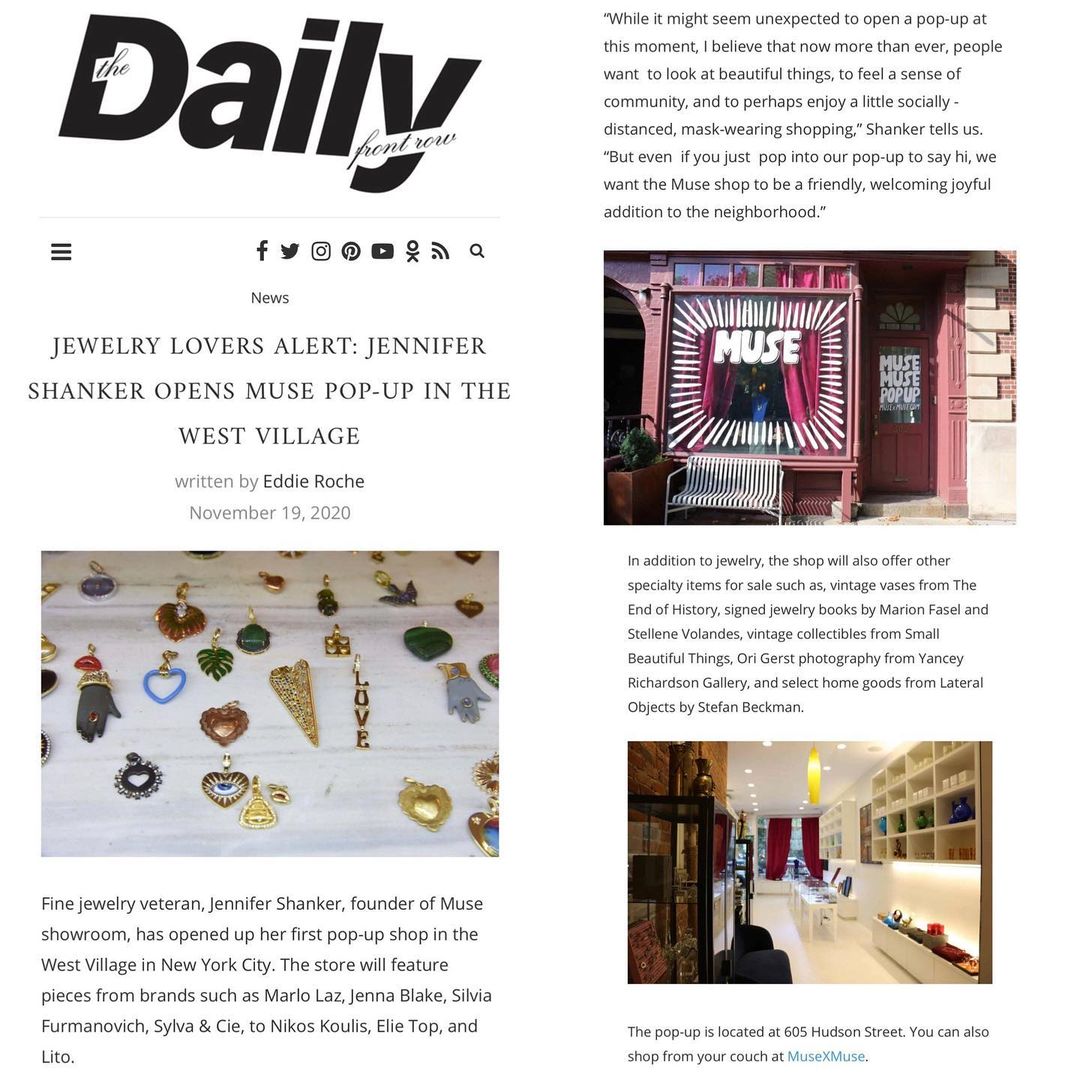 the
Daily
front row
News
JEWELRY LOVERS ALERT: JENNIFER
SHANKER OPENS MUSE POP-UP IN THE
WEST VILLAGE
written by Eddie Roche
November 19, 2020
LOVE
Fine jewelry veteran, Jennifer Shanker, founder of Muse
showroom, has opened up her first pop-up shop in the
West Village in New York City. The store will feature
pieces from brands such as Marlo Laz, Jenna Blake, Silvia
Furmanovich, Sylva & Cie, to Nikos Koulis, Elie Top, and
Lito.
“While it might seem unexpected to open a pop-up at
this moment, I believe that now more than ever, people
want  to look at beautiful things, to feel a sense of
community, and to perhaps enjoy a little socially -
distanced, mask-wearing shopping,” Shanker tells us.
“But even  if you just  pop into our pop-up to say hi, we
want the Muse shop to be a friendly, welcoming joyful
addition to the neighborhood.”
MUSE
MUSE
MUSE
POP UP
MUSEXMUSE.COM
In addition to jewelry, the shop will also offer other
specialty items for sale such as, vintage vases from The
End of History, signed jewelry books by Marion Fasel and
Stellene Volandes, vintage collectibles from Small
Beautiful Things, Ori Gerst photography from Yancey
Richardson Gallery, and select home goods from Lateral
Objects by Stefan Beckman.
The pop-up is located at 605 Hudson Street. You can also
shop from your couch at MuseXMuse.